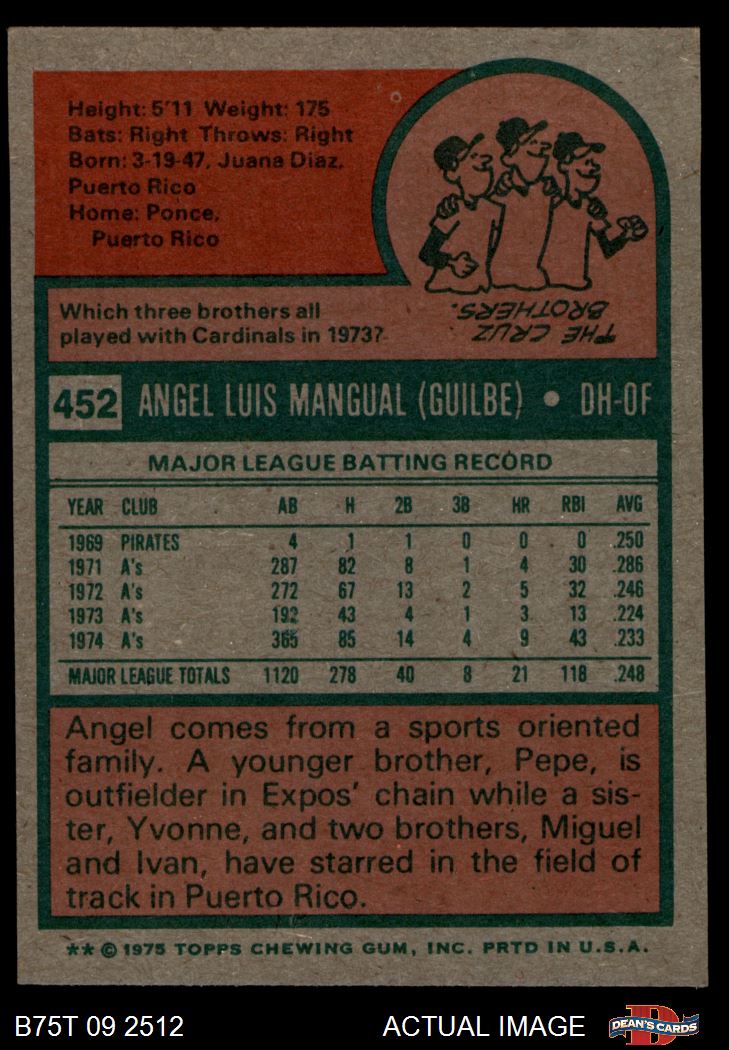 Height: 5'11 Weight: 175
Bats: Right Throws: Right
Born: 3-19-47, Juana Diaz,
Puerto Rico
Home: Ponce,
Puerto Rico
Which three brothers all
played with Cardinals in 1973?
THE CRUZ
BROTHERS.
452 ANGEL LUIS MANGUAL (GUILBE) • DH-OF
MAJOR LEAGUE BATTING RECORD
YEAR CLUB AB H 2B 3B HR RBI AVG
1969 PIRATES 4 1 1 0 0 0 .250
1971 A's 287 82 8 1 4 30 .286
1972 A's 272 67 13 2 5 32 .246
1973 A's 192 43 4 1 3 13 .224
1974 A's 365 85 14 4 9 43 .233
MAJOR LEAGUE TOTALS 1120 278 40 8 21 118 .248
Angel comes from a sports oriented
family. A younger brother, Pepe, is
outfielder in Expos' chain while a sis-
ter, Yvonne, and two brothers, Miguel
and Ivan, have starred in the field of
track in Puerto Rico.
** © 1975 TOPPS CHEWING GUM, INC. PRTD IN U.S.A.
B75T 09 2512 ACTUAL IMAGE
D
DEAN'S CARDS